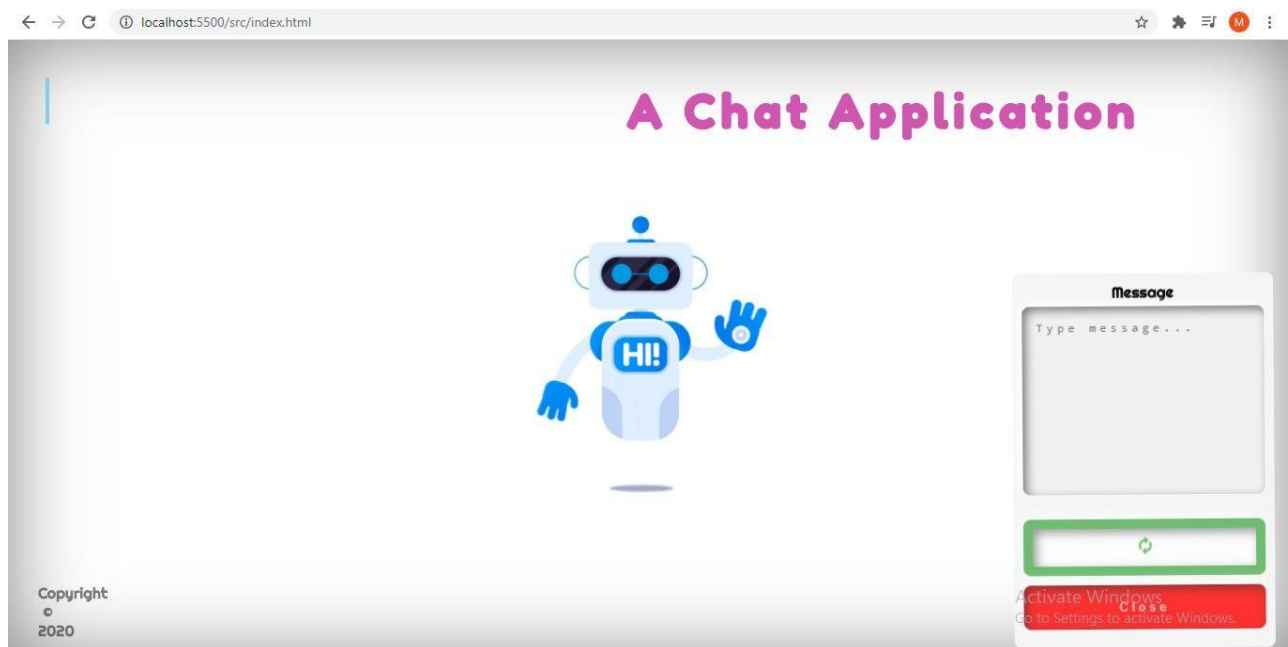 localhost:5500/src/index.html
M
A Chat Application
HI!
Message
Type message...
Close
Activate Windows
Go to Settings to activate Windows.
Copyright
©
2020